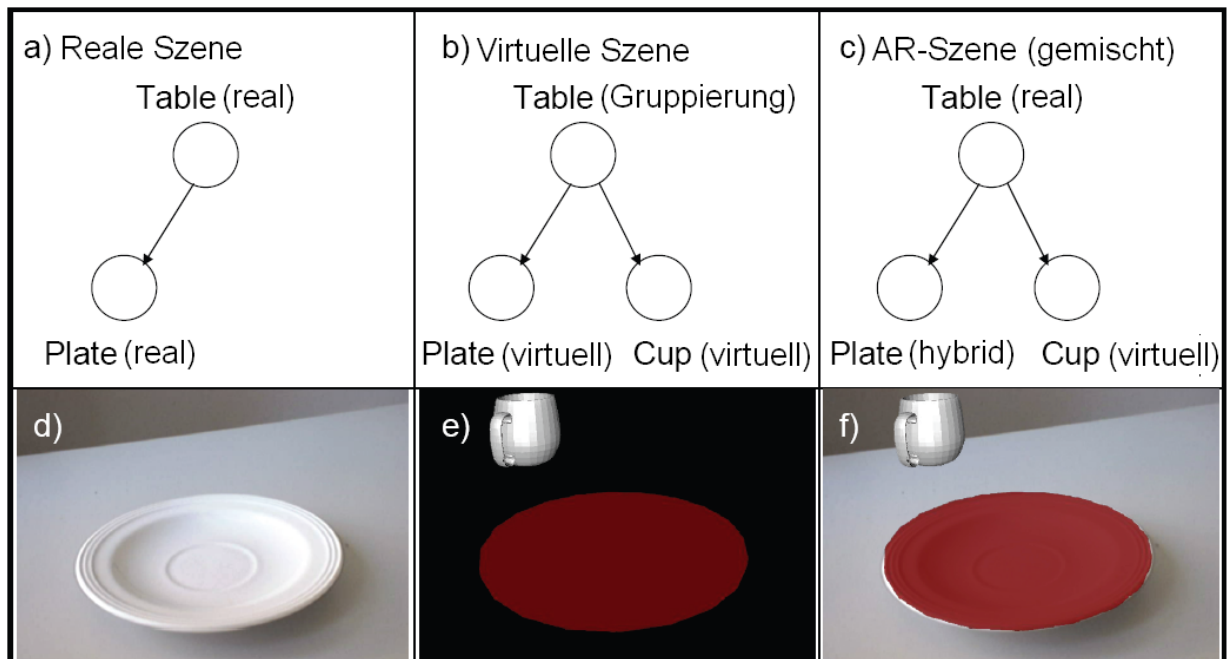 a) Reale Szene
Table (real)
Plate (real)
b) Virtuelle Szene
Table (Gruppierung)
Plate (virtuell) Cup (virtuell)
c) AR-Szene (gemischt)
Table (real)
Plate (hybrid) Cup (virtuell)
d)
e)
f)